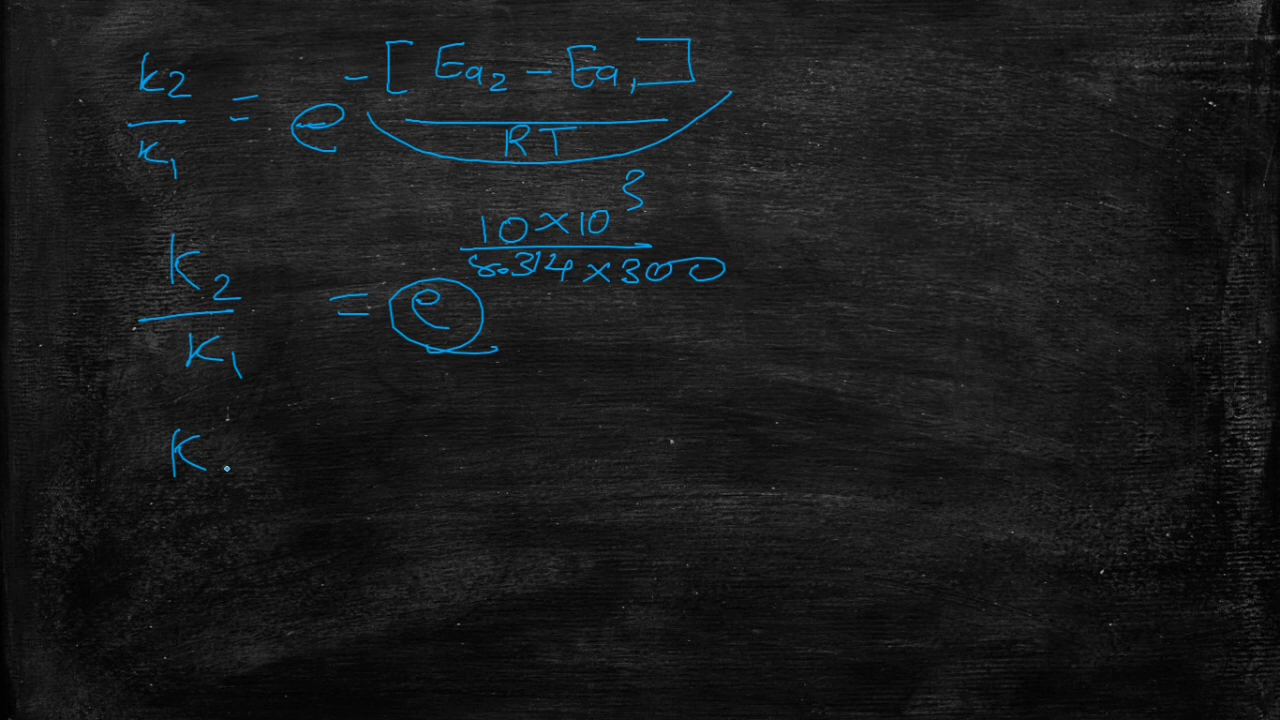 k2/k1 = e^(-[Ea2 - Ea1]/RT)
k2/k1 = e^(10×10^3/8.314×300)
k.